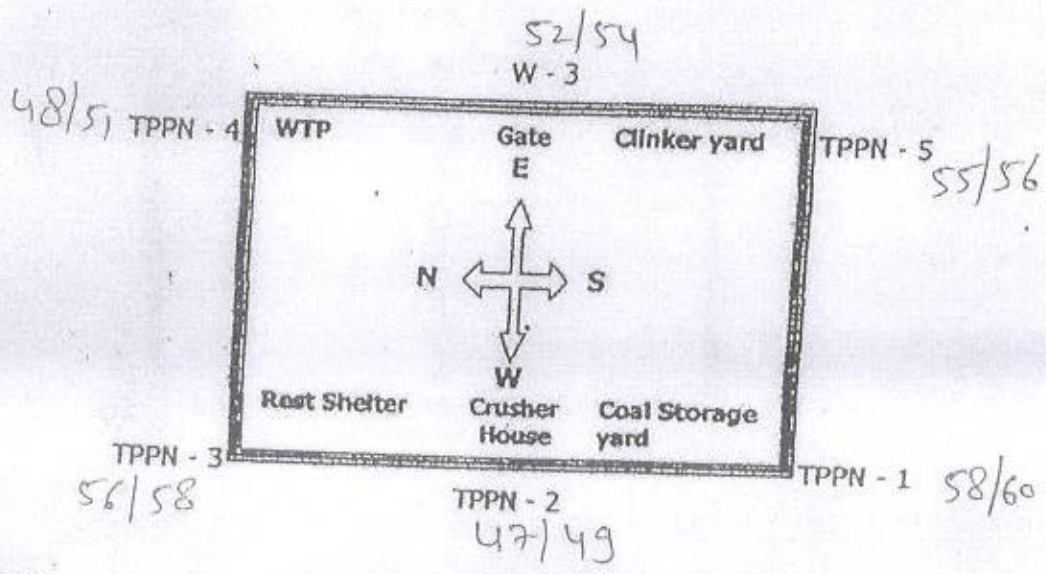 52/54
W - 3
48/51 TPPN - 4 WTP Gate Clinker yard TPPN - 5
E
55/56
N S
W
Rest Shelter Crusher House Coal Storage yard
TPPN - 3 TPPN - 1 58/60
56/58 TPPN - 2
47/49